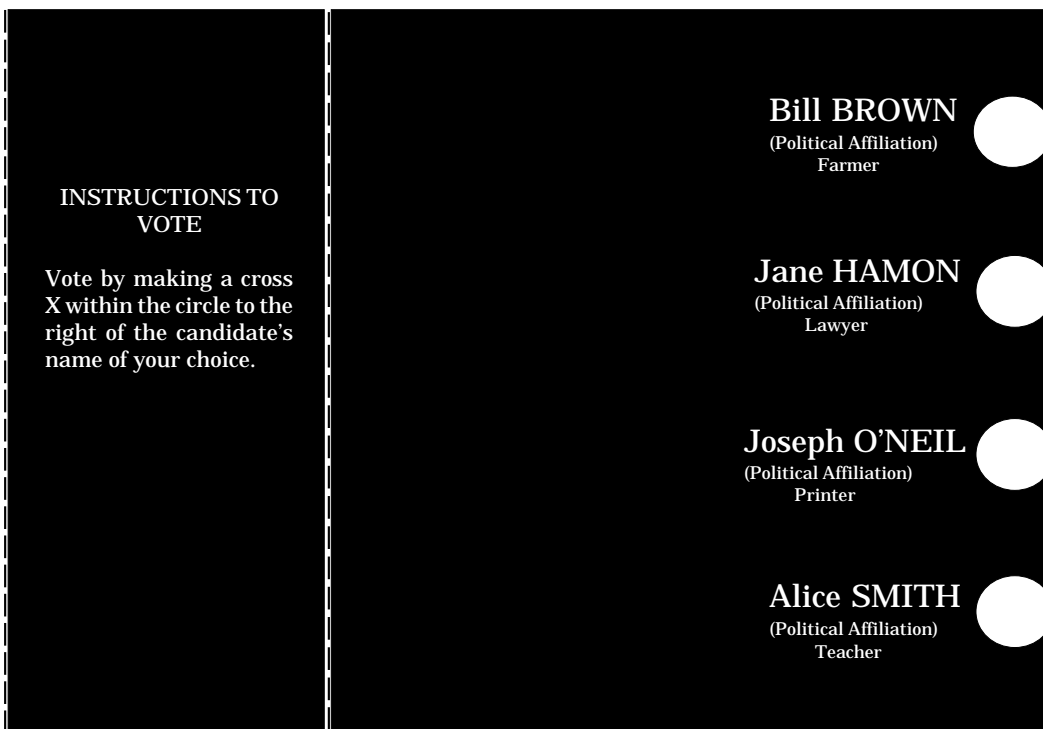 INSTRUCTIONS TO
VOTE
Vote by making a cross
X within the circle to the
right of the candidate’s
name of your choice.
Bill BROWN
(Political Affiliation)
Farmer
Jane HAMON
(Political Affiliation)
Lawyer
Joseph O’NEIL
(Political Affiliation)
Printer
Alice SMITH
(Political Affiliation)
Teacher